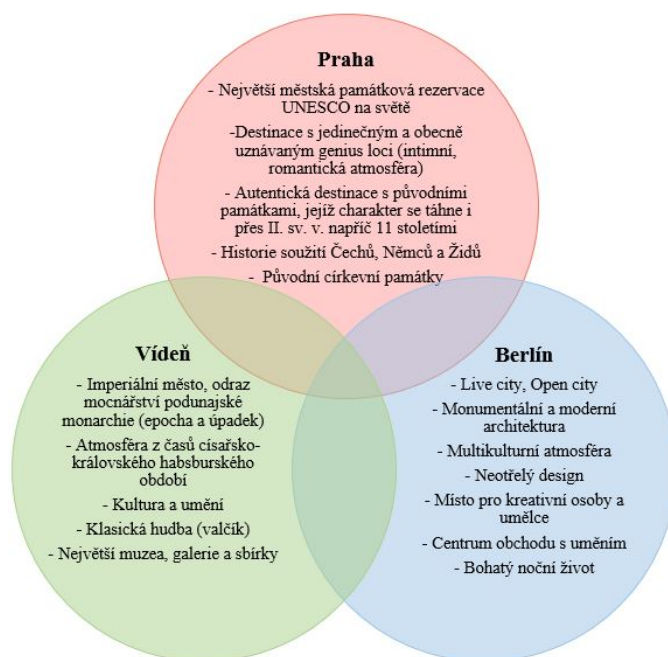 Praha
- Největší městská památková rezervace
UNESCO na světě
-Destinace s jedinečným a obecně
uznávaným genius loci (intimní,
romantická atmosféra)
- Autentická destinace s původními
památkami, jejíž charakter se táhne i
přes II. sv. v. napříč 11 stoletími
- Historie soužití Čechů, Němců a Židů
- Původní církevní památky
Vídeň
- Imperiální město, odraz
mocnářství podunajské
monarchie (epocha a úpadek)
- Atmosféra z časů císařsko-
královského habsburského
období
- Kultura a umění
- Klasická hudba (valčík)
- Největší muzea, galerie a sbírky
Berlín
- Live city, Open city
- Monumentální a moderní
architektura
- Multikulturní atmosféra
- Neotřelý design
- Místo pro kreativní osoby a
umělce
- Centrum obchodu s uměním
- Bohatý noční život